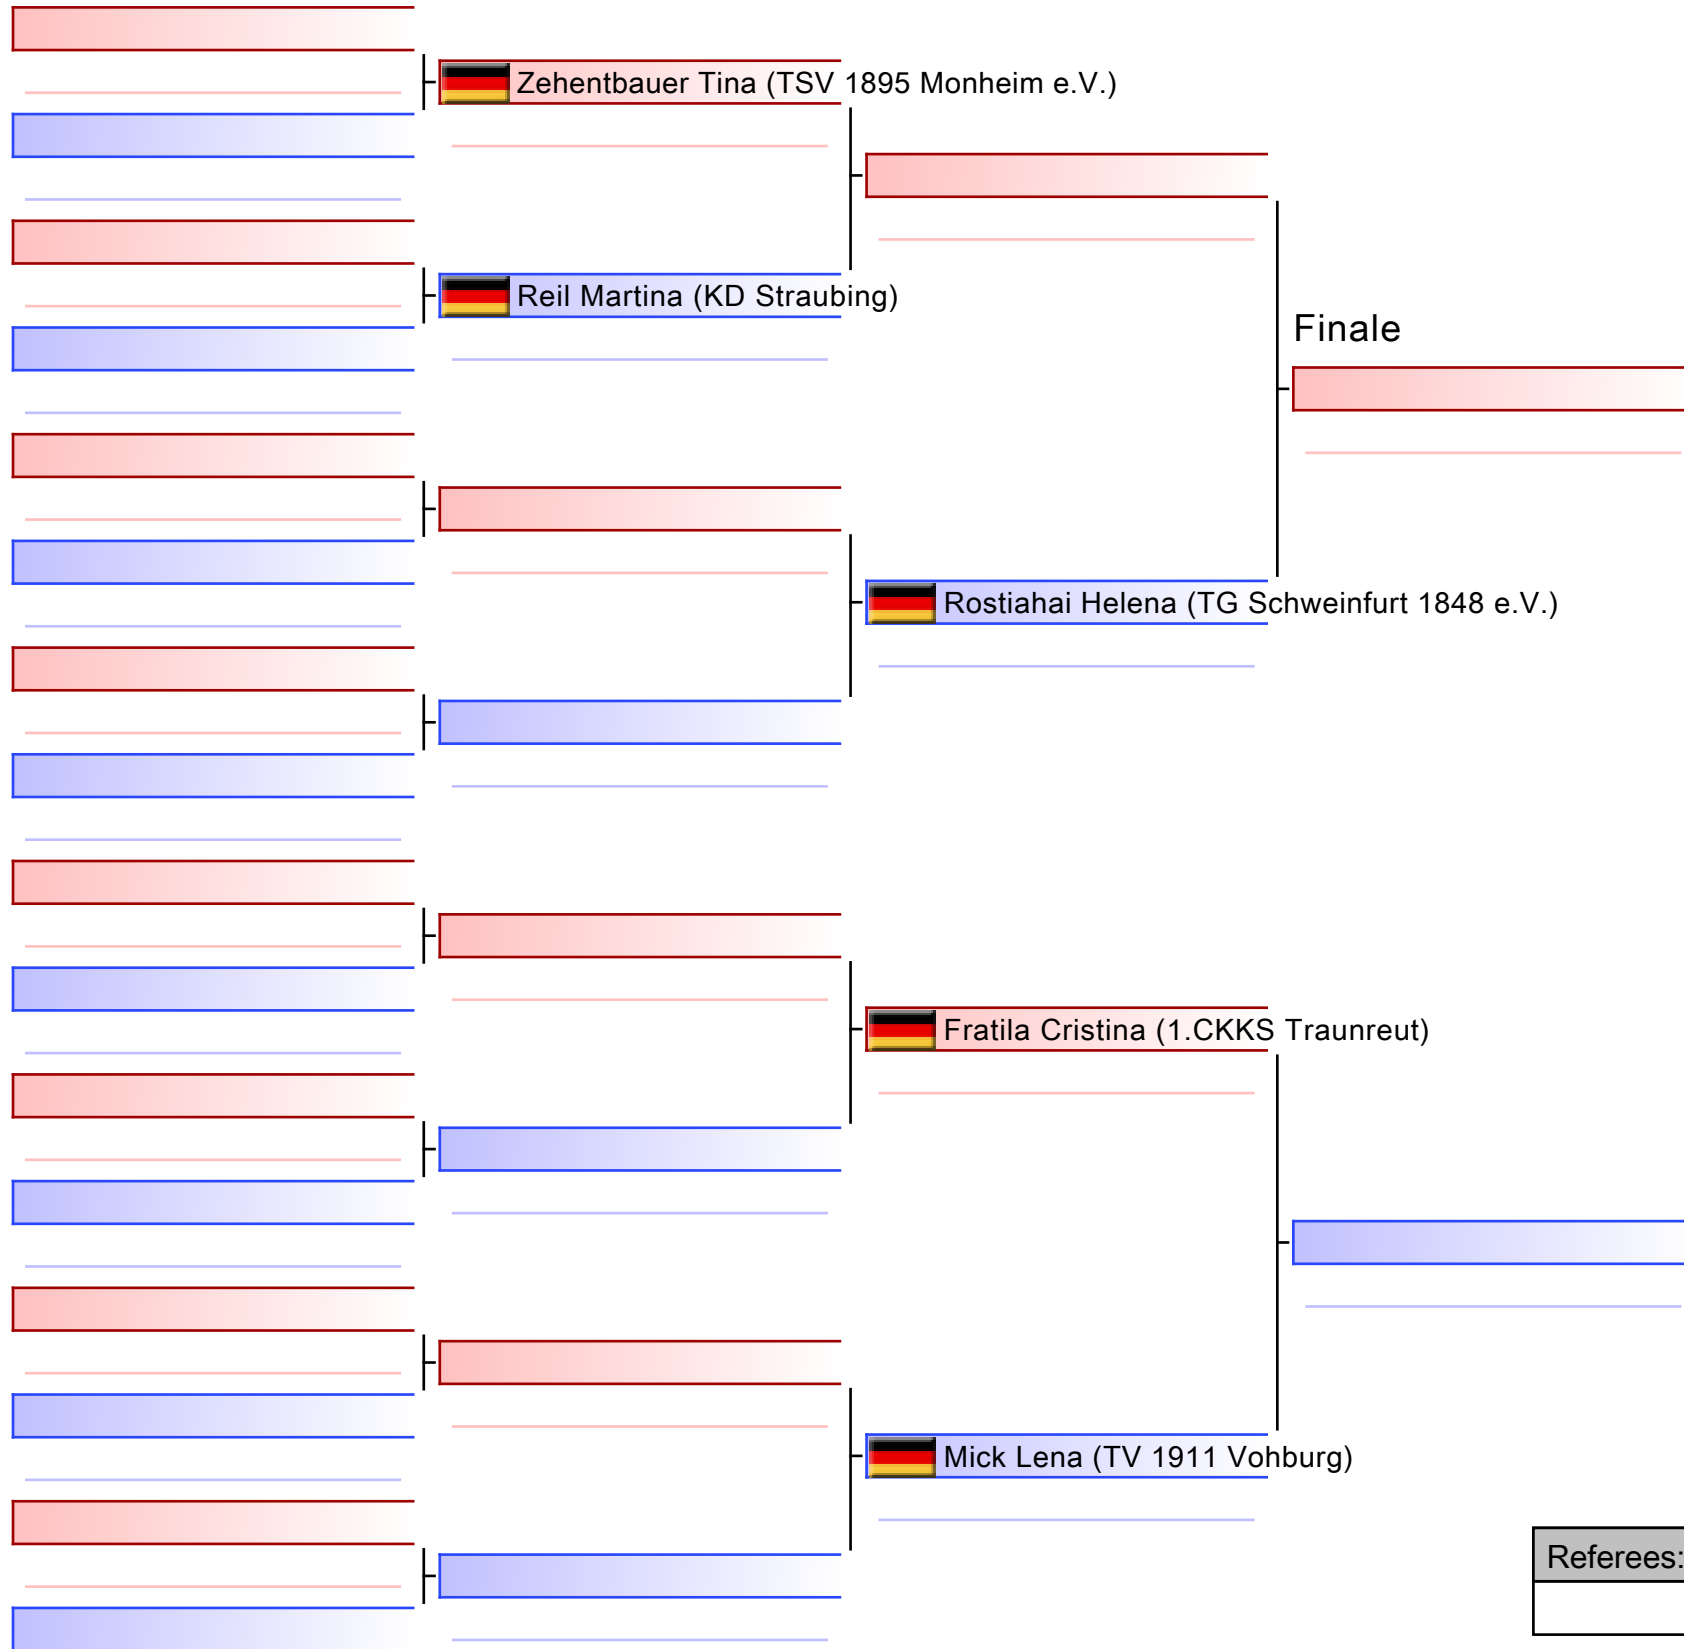 Zehentbauer Tina (TSV 1895 Monheim e.V.)
Reil Martina (KD Straubing)
Finale
Rostiahai Helena (TG Schweinfurt 1848 e.V.)
Fratila Cristina (1.CKKS Traunreut)
Mick Lena (TV 1911 Vohburg)
Referees: